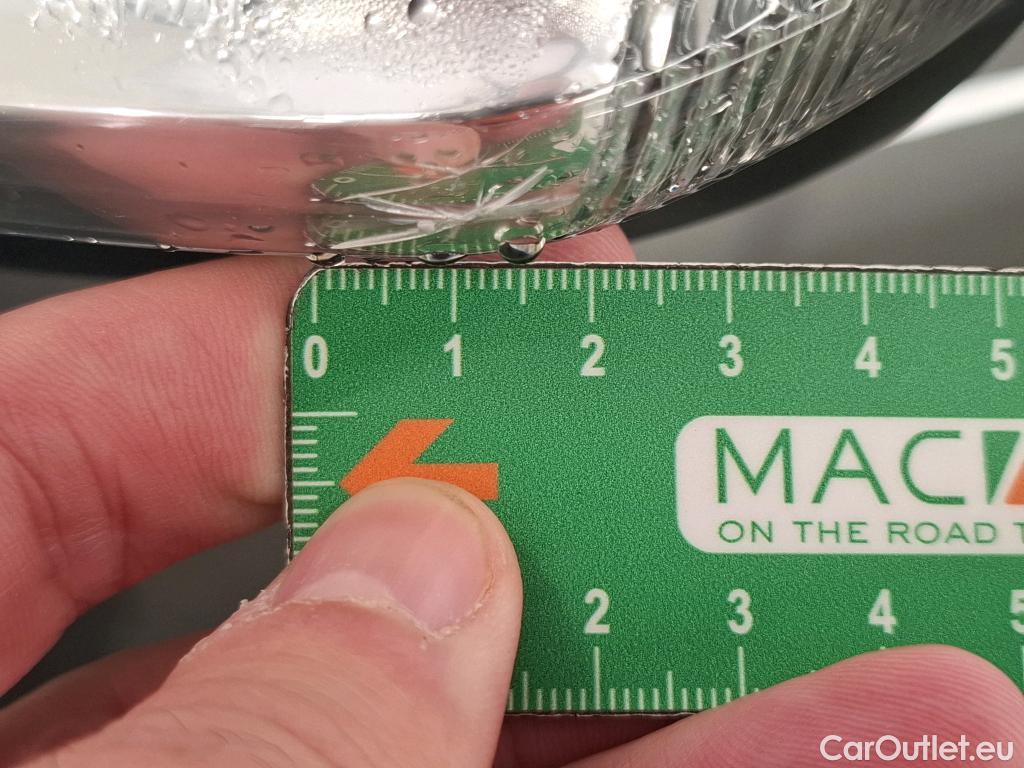 0 1 2 3 4 5
MAC
ON THE ROAD
2 3 4 5
CarOutlet.eu